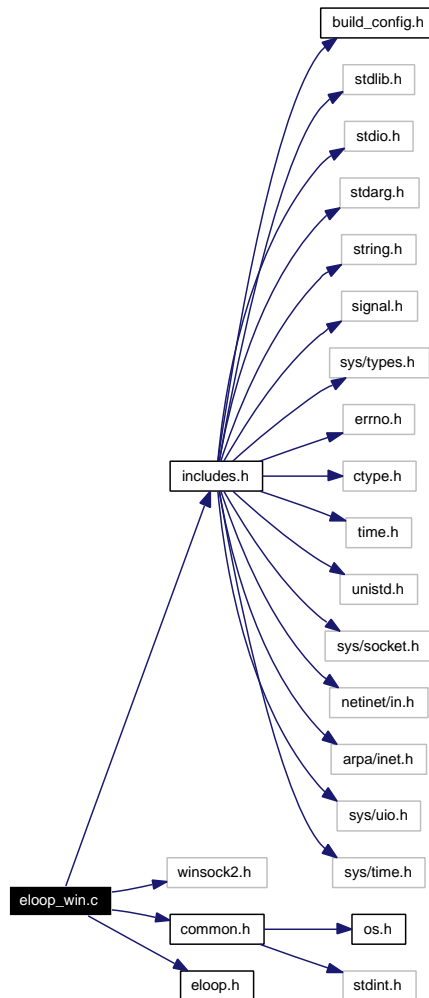 build_config.h
stdlib.h
stdio.h
stdarg.h
string.h
signal.h
sys/types.h
errno.h
includes.h
ctype.h
time.h
unistd.h
sys/socket.h
netinet/in.h
arpa/inet.h
sys/uio.h
sys/time.h
winsock2.h
eloop_win.c
common.h
os.h
eloop.h
stdint.h